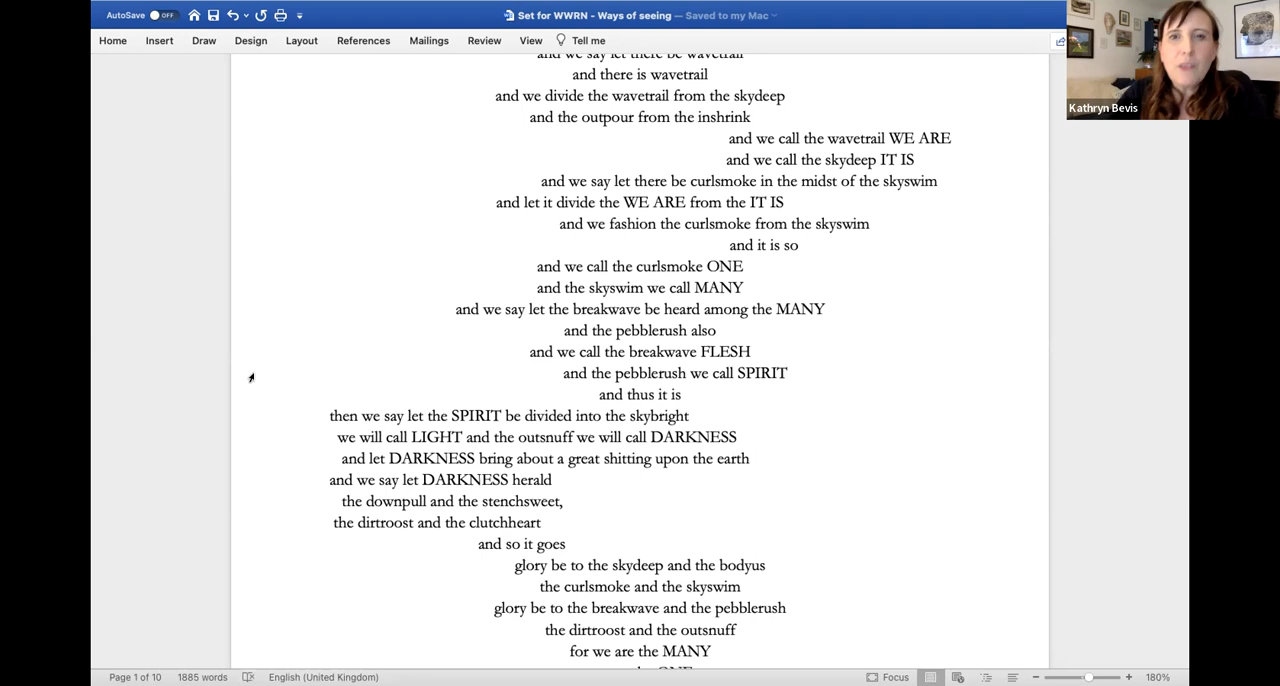 AutoSave OFF
Set for WWRN - Ways of seeing — Saved to my Mac
Home Insert Draw Design Layout References Mailings Review View Tell me
Kathryn Bevis
and we say let there be wavetrail
and there is wavetrail
and we divide the wavetrail from the skydeep
and the outpour from the inshrink
and we call the wavetrail WE ARE
and we call the skydeep IT IS
and we say let there be curlsmoke in the midst of the skyswim
and let it divide the WE ARE from the IT IS
and we fashion the curlsmoke from the skyswim
and it is so
and we call the curlsmoke ONE
and the skyswim we call MANY
and we say let the breakwave be heard among the MANY
and the pebblerush also
and we call the breakwave FLESH
and the pebblerush we call SPIRIT
and thus it is
then we say let the SPIRIT be divided into the skybright
we will call LIGHT and the outsnuff we will call DARKNESS
and let DARKNESS bring about a great shitting upon the earth
and we say let DARKNESS herald
the downpull and the stenchsweet,
the dirtroost and the clutchheart
and so it goes
glory be to the skydeep and the bodyus
the curlsmoke and the skyswim
glory be to the breakwave and the pebblerush
the dirtroost and the outsnuff
for we are the MANY
ONE
Page 1 of 10 1885 words English (United Kingdom) Focus 180%